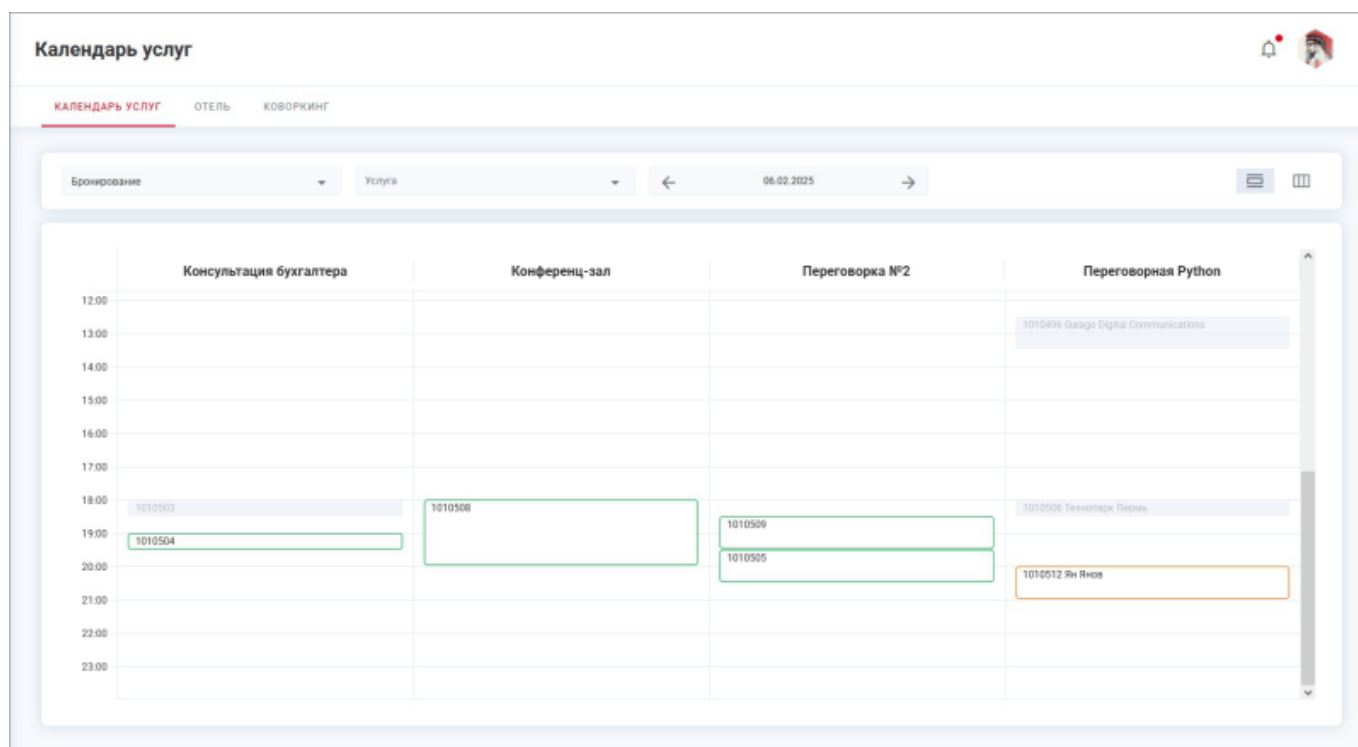 Календарь услуг
КАЛЕНДАРЬ УСЛУГ ОТЕЛЬ КОВОРКИНГ
Бронирование Услуга 06.02.2025
Консультация бухгалтера Конференц-зал Переговорка №2 Переговорная Python
12:00
1010496 Galago Digital Communications
13:00
14:00
15:00
16:00
17:00
18:00 1010503 1010508 1010506 Технопарк Пермь
1010509
19:00 1010504
1010505
20:00 1010512 Ян Янов
21:00
22:00
23:00